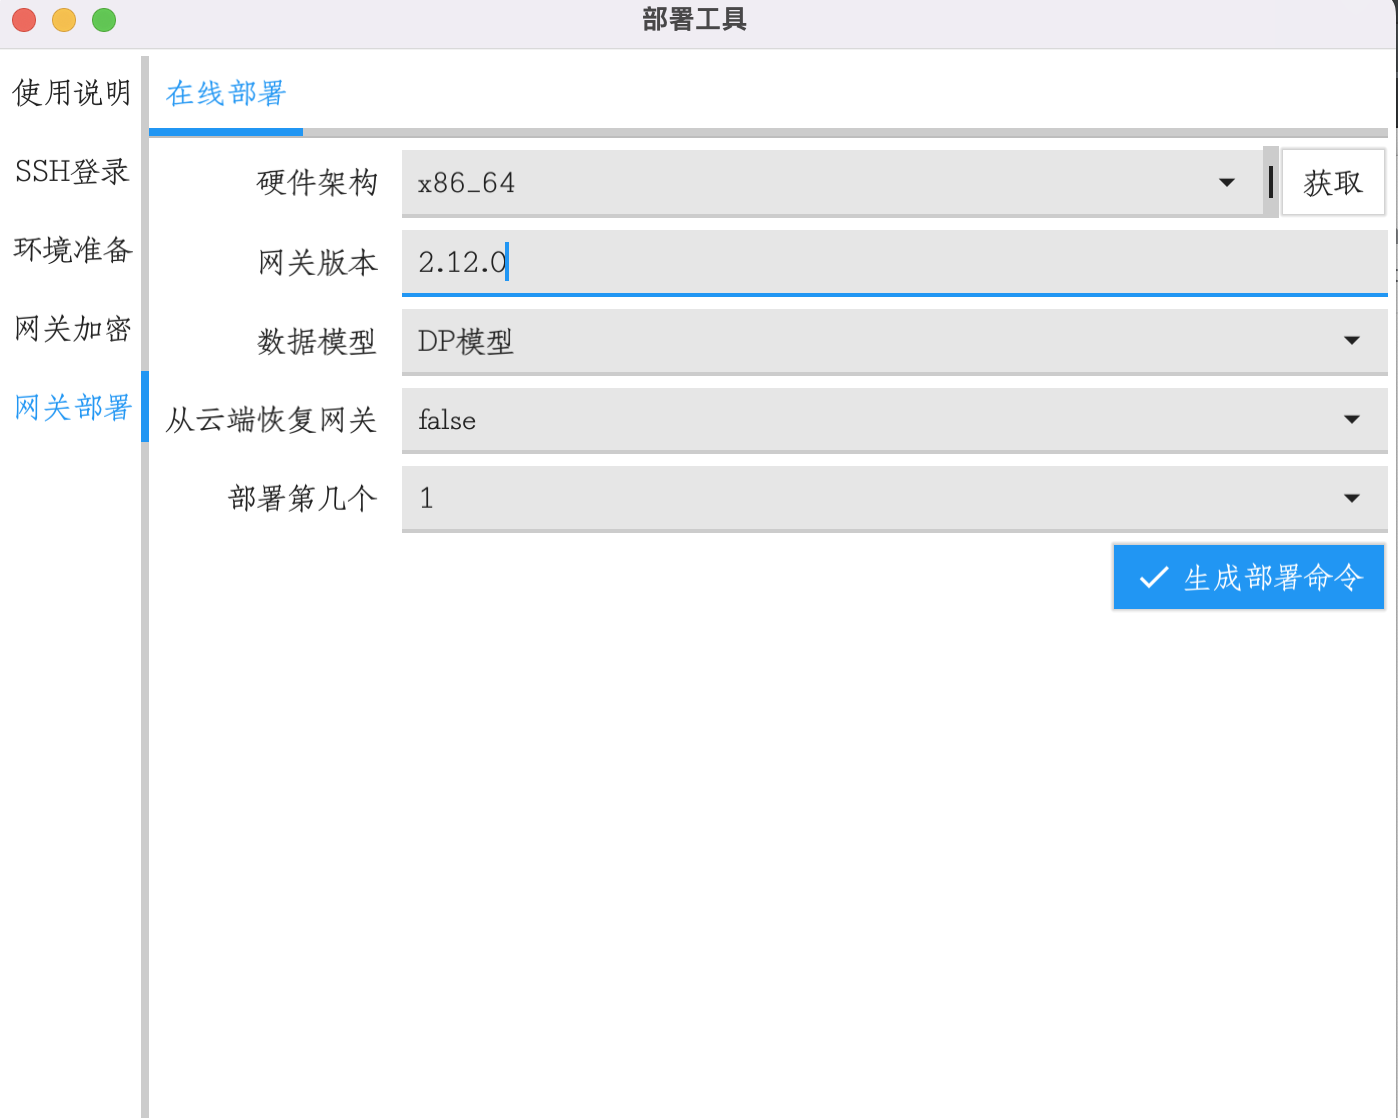 部署工具
使用说明
SSH登录
环境准备
网关加密
网关部署
在线部署
硬件架构 x86_64 获取
网关版本 2.12.0
数据模型 DP模型
从云端恢复网关 false
部署第几个 1
生成部署命令